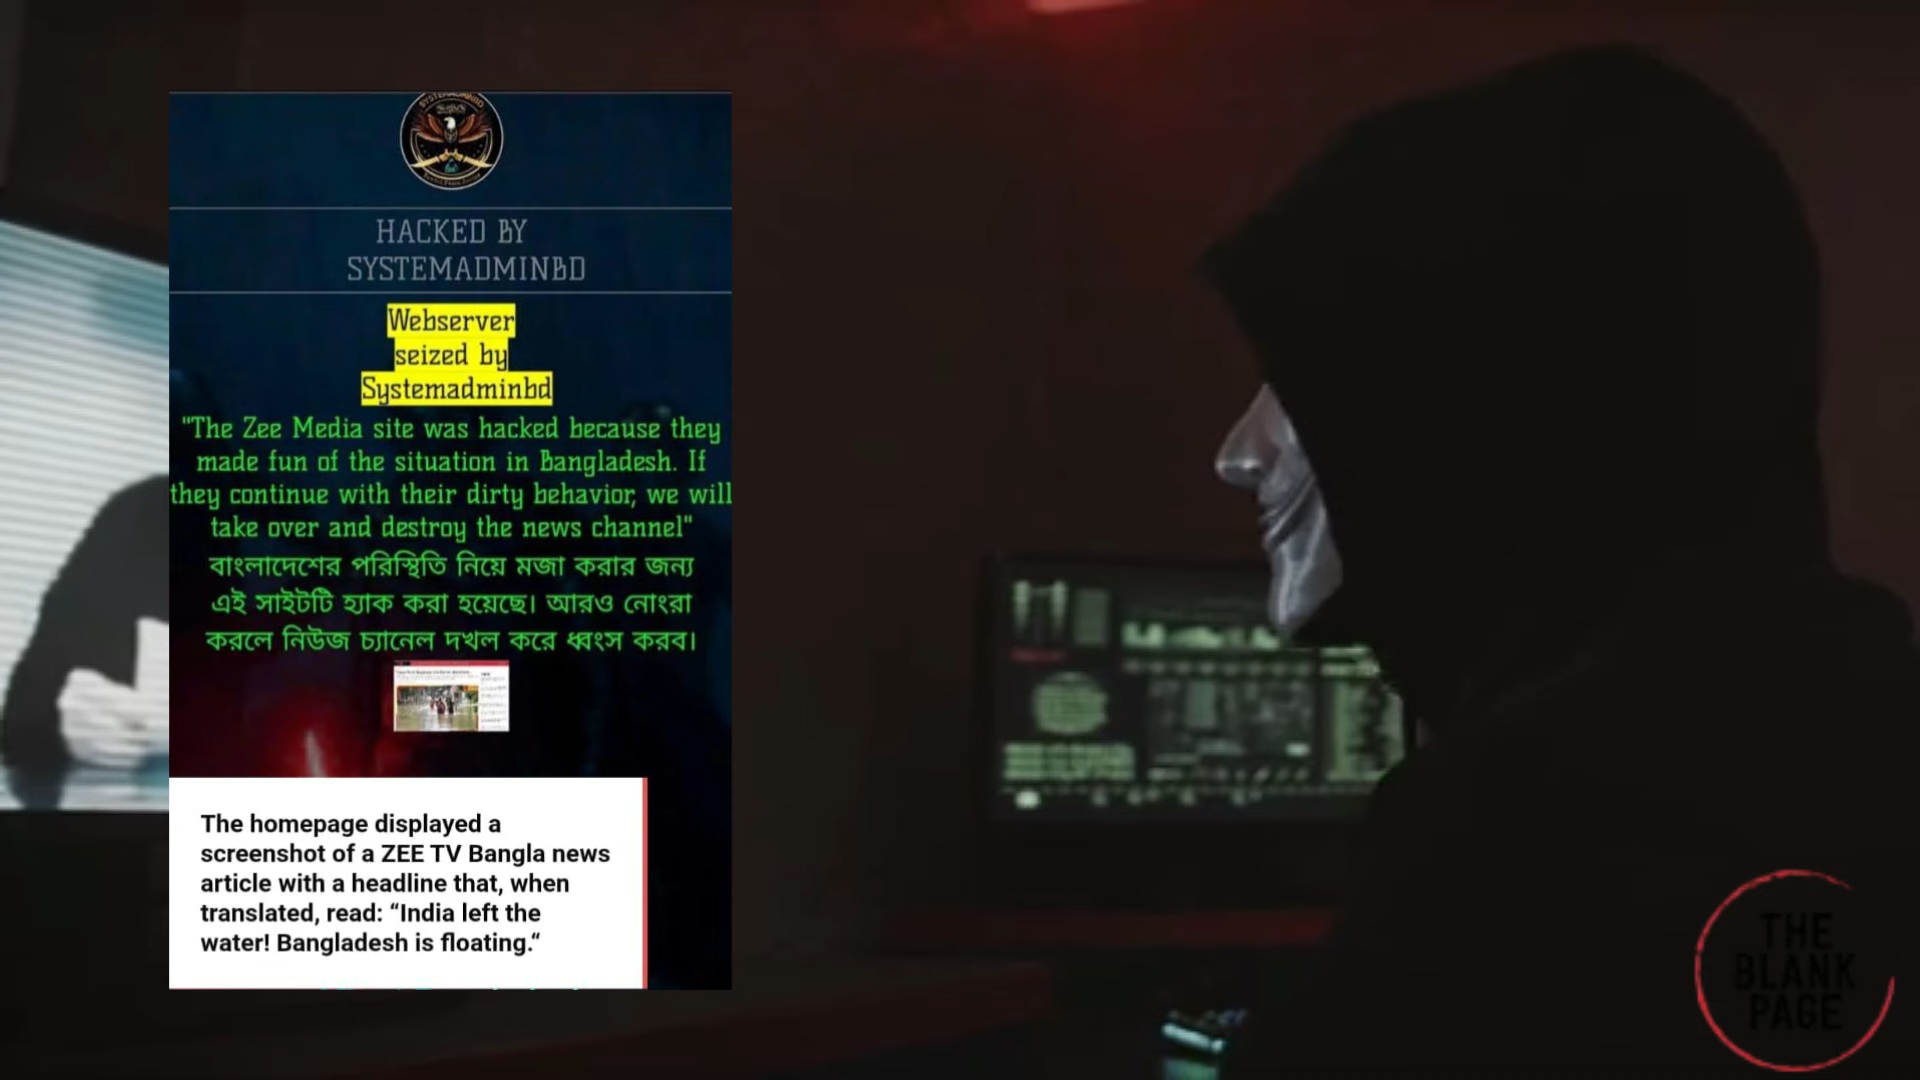 SYSTEMADMINBD
HACKED BY
SYSTEMADMINBD
Webserver
seized by
Systemadminbd
"The Zee Media site was hacked because they
made fun of the situation in Bangladesh. If
they continue with their dirty behavior, we will
take over and destroy the news channel"
বাংলাদেশের পরিস্থিতি নিয়ে মজা করার জন্য
এই সাইটটি হ্যাক করা হয়েছে। আরও নোংরা
করলে নিউজ চ্যানেল দখল করে ধ্বংস করব।
The homepage displayed a
screenshot of a ZEE TV Bangla news
article with a headline that, when
translated, read: “India left the
water! Bangladesh is floating.“
THE
BLANK
PAGE